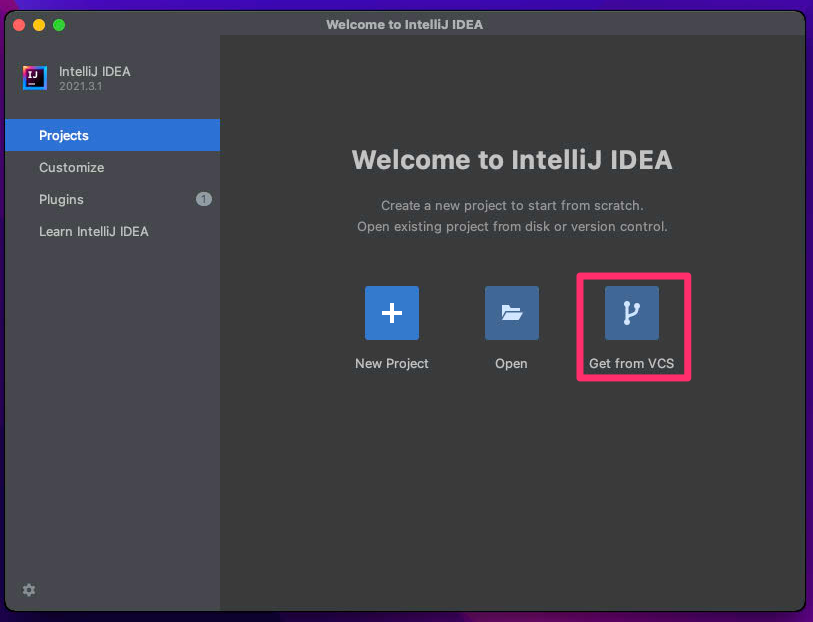 Welcome to IntelliJ IDEA
IJ
IntelliJ IDEA
2021.3.1
Projects
Customize
Plugins 1
Learn IntelliJ IDEA
Welcome to IntelliJ IDEA
Create a new project to start from scratch.
Open existing project from disk or version control.
New Project Open Get from VCS